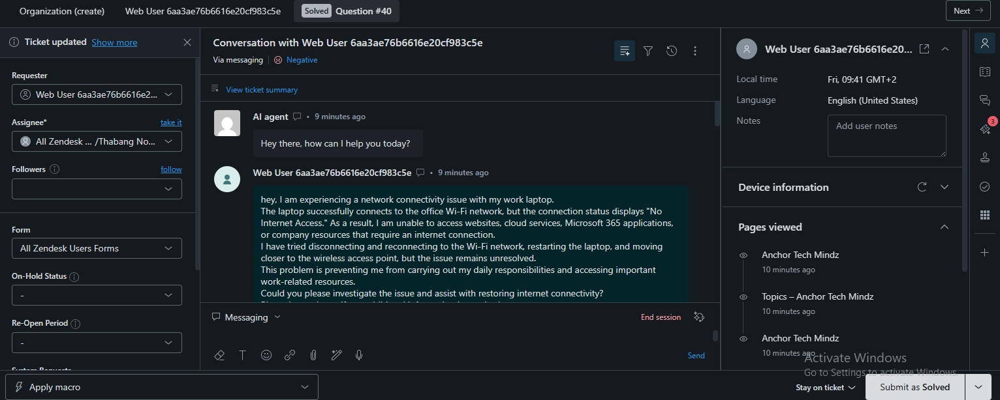 Organization (create)
Web User 6aa3ae76b6616e20cf983c5e
Solved Question #40
Next
Ticket updated Show more
Requester
Web User 6aa3ae76b6616e2...
Assignee* take it
All Zendesk ... /Thabang No...
Followers follow
Form
All Zendesk Users Forms
On-Hold Status
-
Re-Open Period
-
Conversation with Web User 6aa3ae76b6616e20cf983c5e
Via messaging Negative
View ticket summary
AI agent • 9 minutes ago
Hey there, how can I help you today?
Web User 6aa3ae76b6616e20cf983c5e • 9 minutes ago
hey, I am experiencing a network connectivity issue with my work laptop.
The laptop successfully connects to the office Wi-Fi network, but the connection status displays "No
Internet Access." As a result, I am unable to access websites, cloud services, Microsoft 365 applications,
or company resources that require an internet connection.
I have tried disconnecting and reconnecting to the Wi-Fi network, restarting the laptop, and moving
closer to the wireless access point, but the issue remains unresolved.
This problem is preventing me from carrying out my daily responsibilities and accessing important
work-related resources.
Could you please investigate the issue and assist with restoring internet connectivity?
Messaging
End session
Send
Web User 6aa3ae76b6616e20...
Local time Fri, 09:41 GMT+2
Language English (United States)
Notes Add user notes
Device information
Pages viewed
Anchor Tech Mindz
10 minutes ago
Topics – Anchor Tech Mindz
10 minutes ago
Anchor Tech Mindz
10 minutes ago
3
Activate Windows
Go to Settings to activate Windows.
Apply macro
Stay on ticket
Submit as Solved